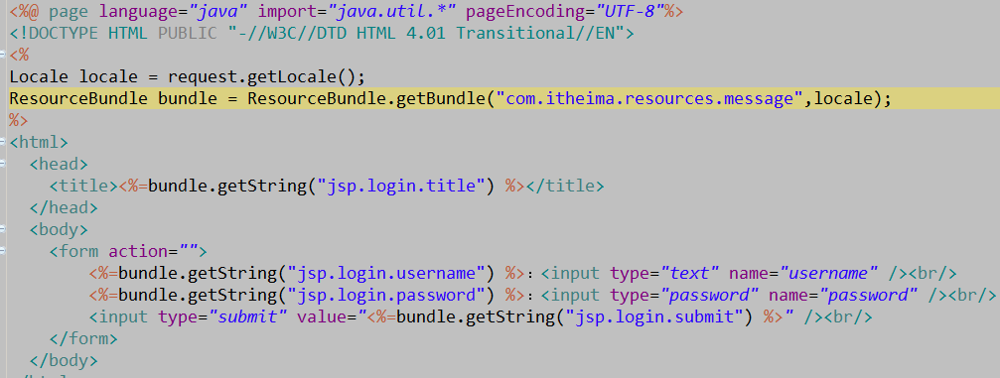 <%@ page language="java" import="java.util.*" pageEncoding="UTF-8"%>
<!DOCTYPE HTML PUBLIC "-//W3C//DTD HTML 4.01 Transitional//EN">
<%
Locale locale = request.getLocale();
ResourceBundle bundle = ResourceBundle.getBundle("com.itheima.resources.message",locale);
%>
<html>
  <head>
    <title><%=bundle.getString("jsp.login.title") %></title>
  </head>
  <body>
    <form action="">
        <%=bundle.getString("jsp.login.username") %>：<input type="text" name="username" /><br/>
        <%=bundle.getString("jsp.login.password") %>：<input type="password" name="password" /><br/>
        <input type="submit" value="<%=bundle.getString("jsp.login.submit") %>" /><br/>
    </form>
  </body>